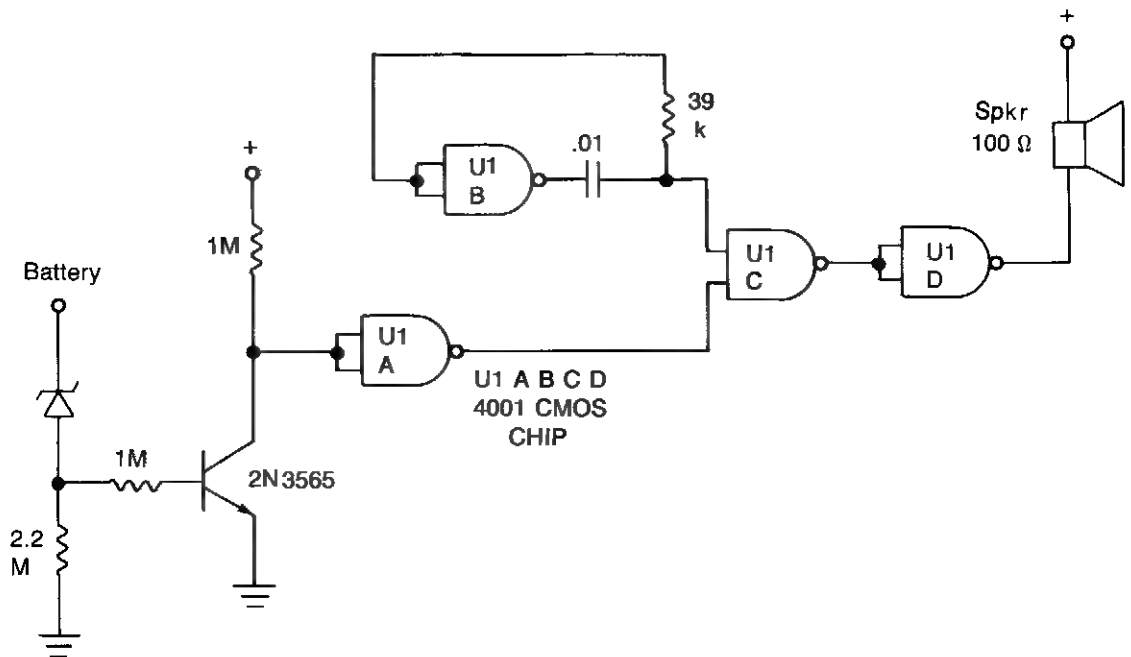 +
Spkr
100 Ω
39
k
.01
U1
B
+
1M
U1
C
U1
D
Battery
U1
A
U1 A B C D
4001 CMOS
CHIP
1M
2N3565
2.2
M